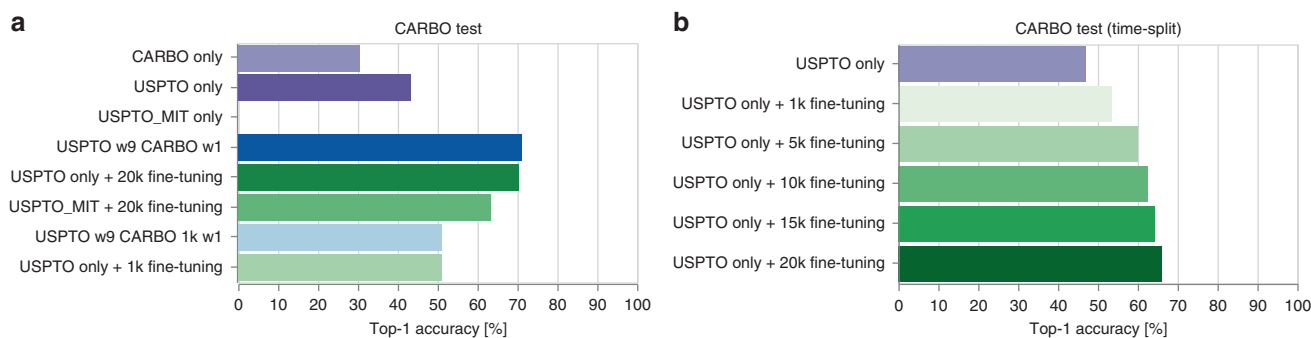 a
CARBO test
CARBO only
USPTO only
USPTO_MIT only
USPTO w9 CARBO w1
USPTO only + 20k fine-tuning
USPTO_MIT + 20k fine-tuning
USPTO w9 CARBO 1k w1
USPTO only + 1k fine-tuning
0 10 20 30 40 50 60 70 80 90 100
Top-1 accuracy [%]
b
CARBO test (time-split)
USPTO only
USPTO only + 1k fine-tuning
USPTO only + 5k fine-tuning
USPTO only + 10k fine-tuning
USPTO only + 15k fine-tuning
USPTO only + 20k fine-tuning
0 10 20 30 40 50 60 70 80 90 100
Top-1 accuracy [%]